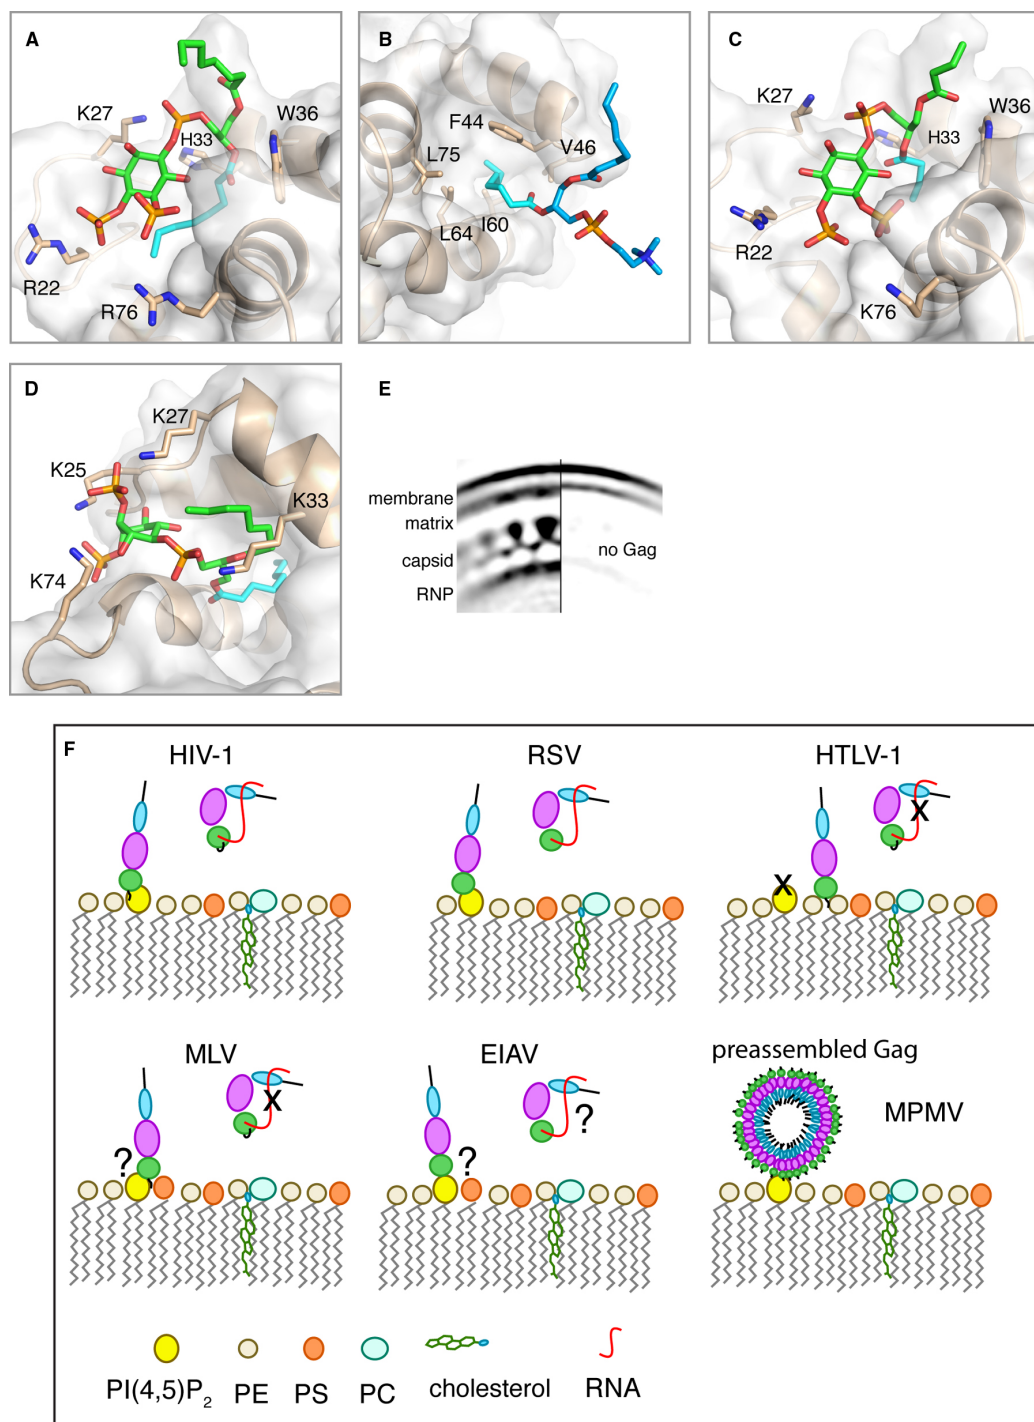 A
K27
H33
W36
R22
R76
B
F44
V46
L75
I60
L64
C
K27
H33
W36
R22
K76
D
K27
K25
K33
K74
E
membrane
matrix
capsid
RNP
no Gag
F
HIV-1
RSV
HTLV-1
X
X
MLV
X
?
EIAV
?
?
preassembled Gag
MPMV
PI(4,5)P2
PE
PS
PC
cholesterol
RNA